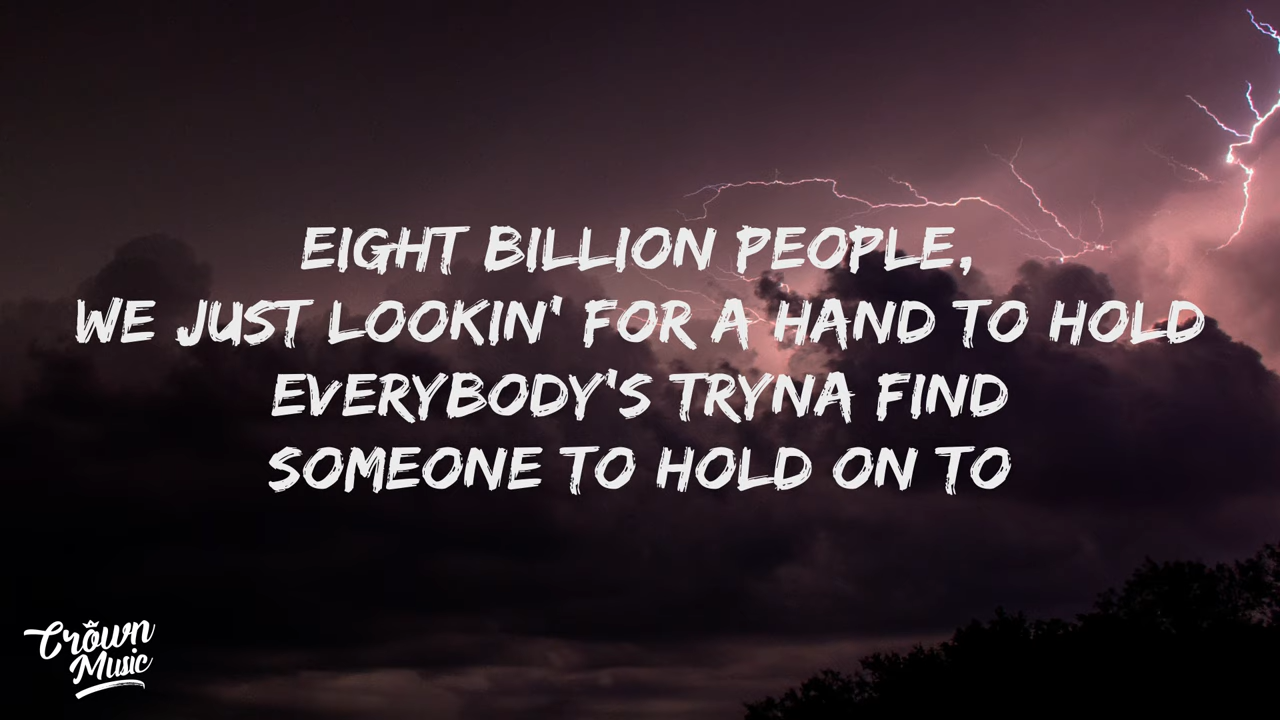 EIGHT BILLION PEOPLE,
WE JUST LOOKIN' FOR A HAND TO HOLD
EVERYBODY'S TRYNA FIND
SOMEONE TO HOLD ON TO
Crown
Music